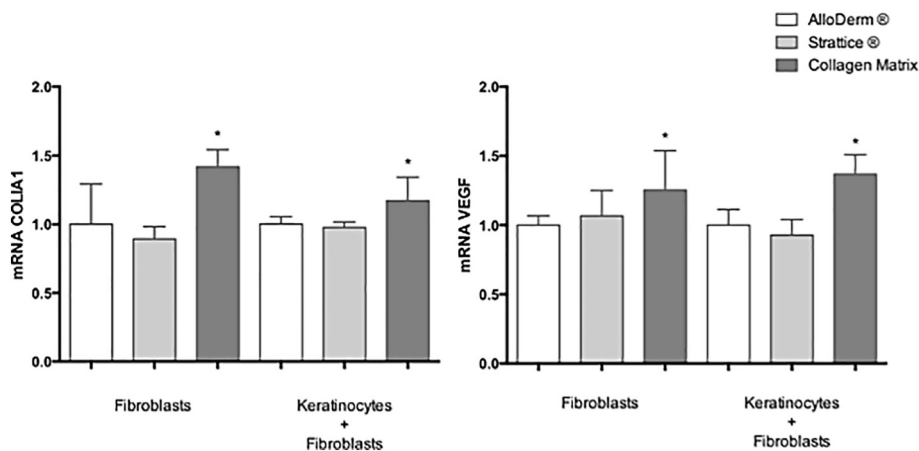 AlloDerm ®
Strattice ®
Collagen Matrix
mRNA COLIA1
2.0
1.5
1.0
0.5
0.0
*
*
Fibroblasts
Keratinocytes
+
Fibroblasts
mRNA VEGF
2.0
1.5
1.0
0.5
0.0
*
*
Fibroblasts
Keratinocytes
+
Fibroblasts